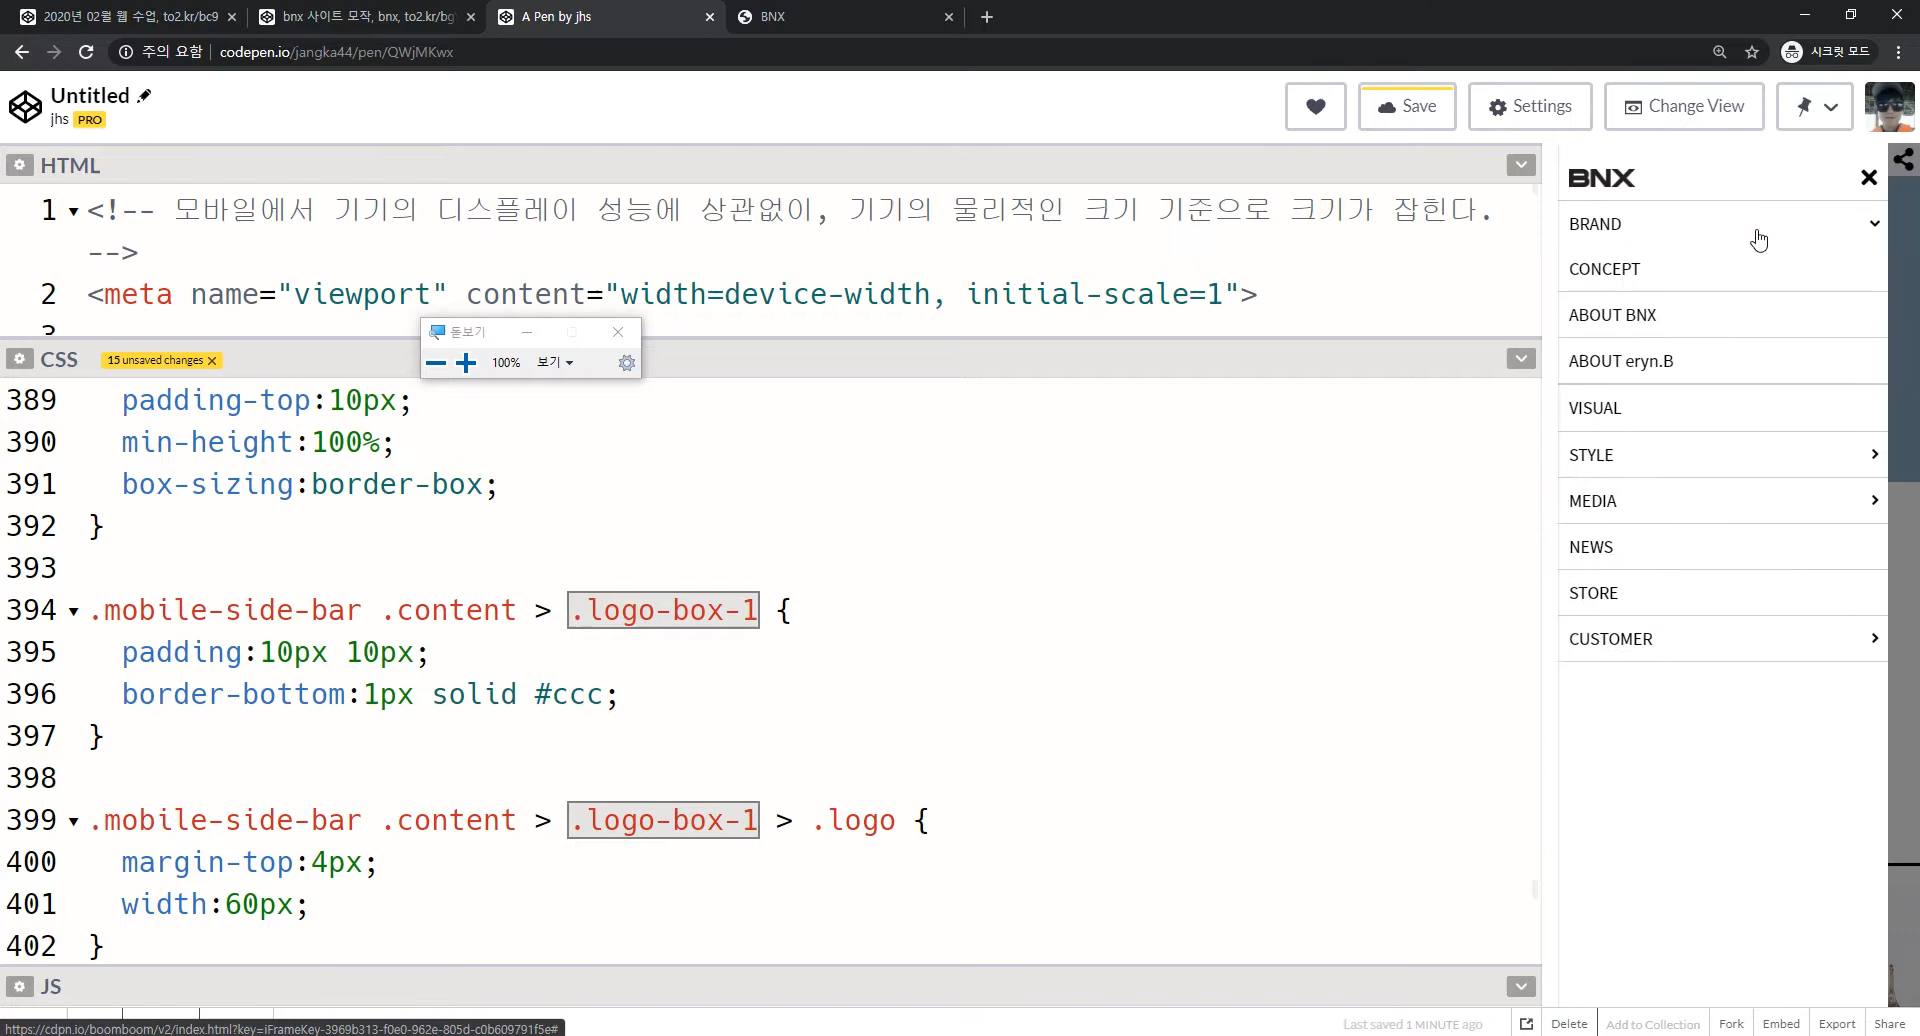 2020년 02월 웹 수업, to2.kr/bc9
bnx 사이트 모작, bnx, to2.kr/bg
A Pen by jhs
BNX
주의 요함
codepen.io/jangka44/pen/QWjMKwx
시크릿 모드
Untitled
jhs PRO
Save
Settings
Change View
HTML
1 <!-- 모바일에서 기기의 디스플레이 성능에 상관없이, 기기의 물리적인 크기 기준으로 크기가 잡힌다.
-->
2 <meta name="viewport" content="width=device-width, initial-scale=1">
3
돋보기
100% 보기
CSS 15 unsaved changes
389 padding-top:10px;
390 min-height:100%;
391 box-sizing:border-box;
392 }
393
394 .mobile-side-bar .content > .logo-box-1 {
395 padding:10px 10px;
396 border-bottom:1px solid #ccc;
397 }
398
399 .mobile-side-bar .content > .logo-box-1 > .logo {
400 margin-top:4px;
401 width:60px;
402 }
JS
BNX
BRAND
CONCEPT
ABOUT BNX
ABOUT eryn.B
VISUAL
STYLE
MEDIA
NEWS
STORE
CUSTOMER
https://cdpn.io/boomboom/v2/index.html?key=iFrameKey-3969b313-f0e0-962e-805d-c0b609791f5e#
Last saved 1 MINUTE ago
Delete
Add to Collection
Fork
Embed
Export
Share